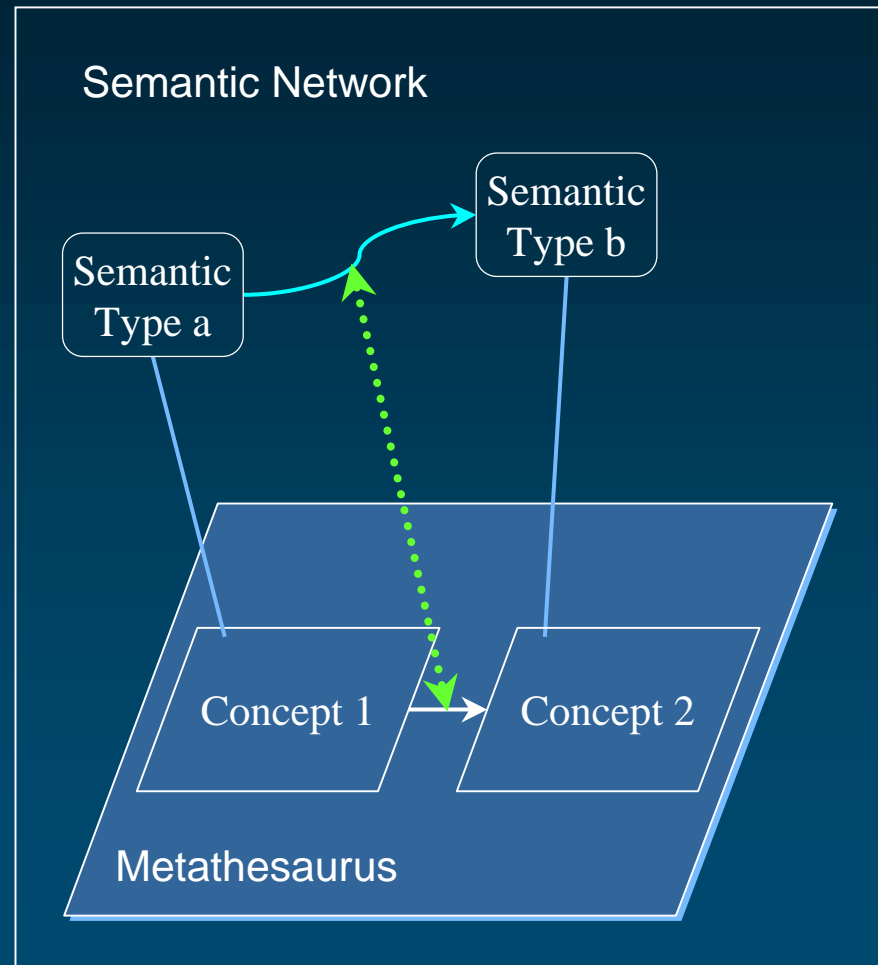 Semantic Network
Semantic
Type b
Semantic
Type a
Concept 1
Concept 2
Metathesaurus